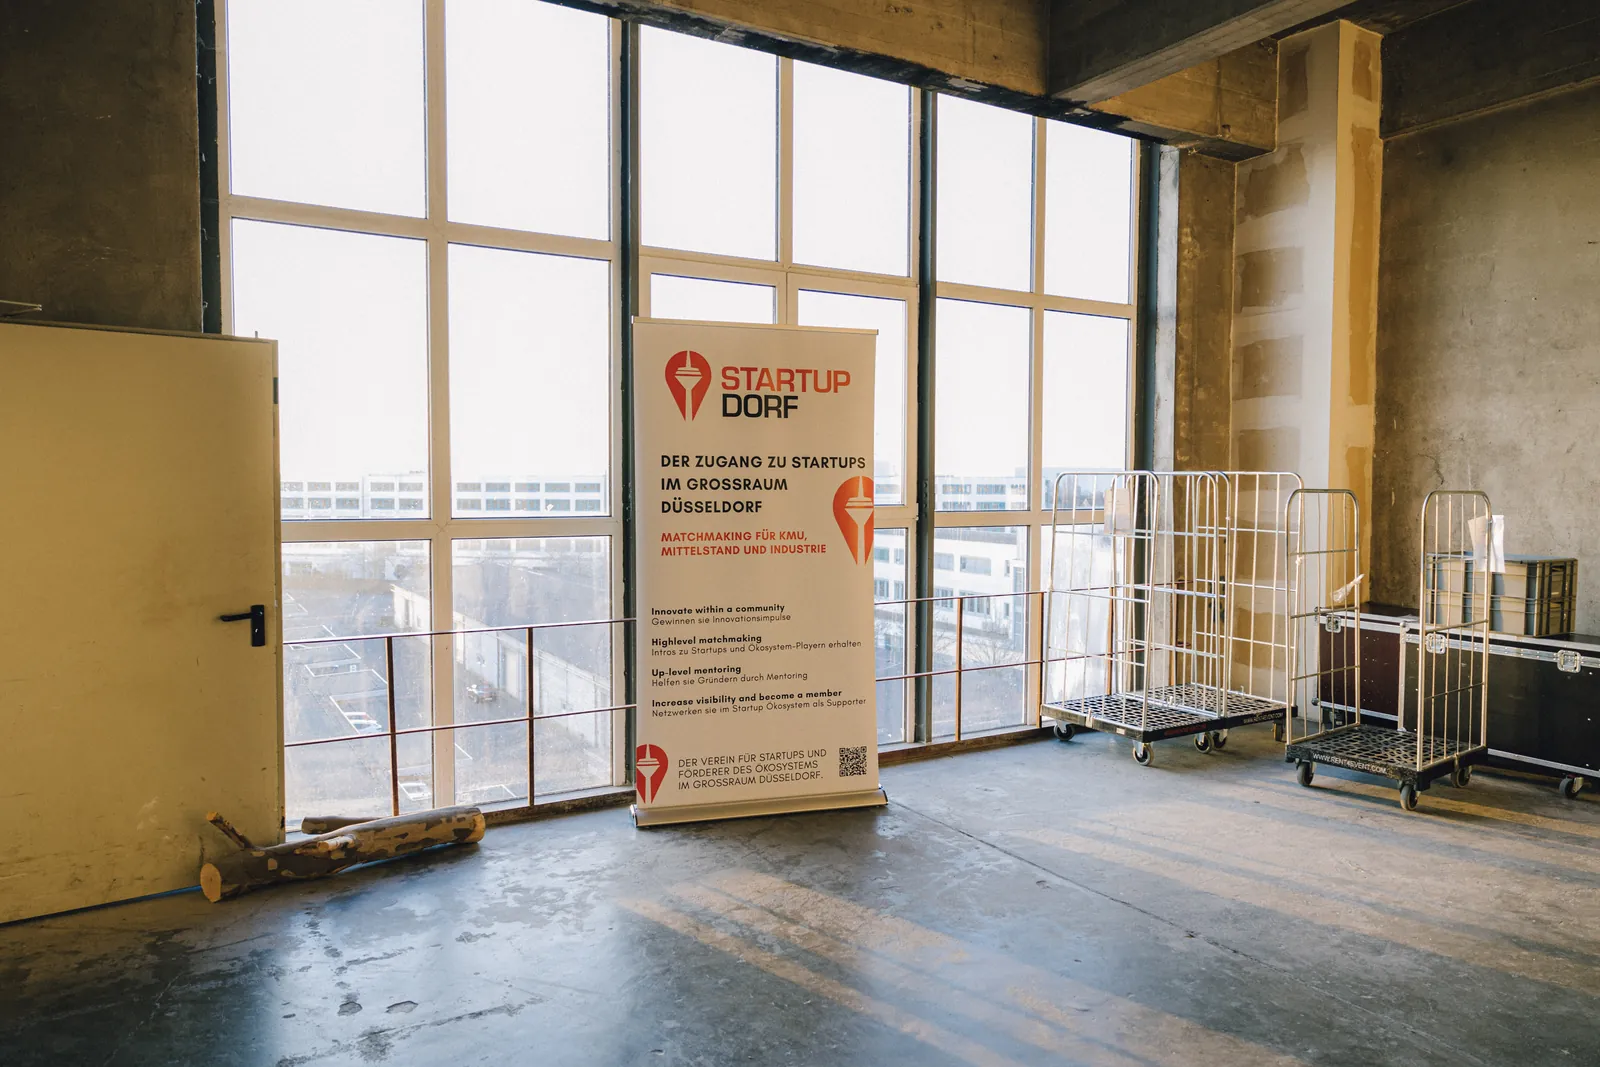 STARTUP
DORF
DER ZUGANG ZU STARTUPS
IM GROSSRAUM
DÜSSELDORF
MATCHMAKING FÜR KMU,
MITTELSTAND UND INDUSTRIE
Innovate within a community
Gewinnen sie Innovationsimpulse
Highlevel matchmaking
Intros zu Startups und Ökosystem-Playern erhalten
Up-level mentoring
Helfen sie Gründern durch Mentoring
Increase visibility and become a member
Netzwerken sie im Startup Ökosystem als Supporter
DER VEREIN FÜR STARTUPS UND
FÖRDERER DES ÖKOSYSTEMS
IM GROSSRAUM DÜSSELDORF.
WWW.RENT4EVENT.COM